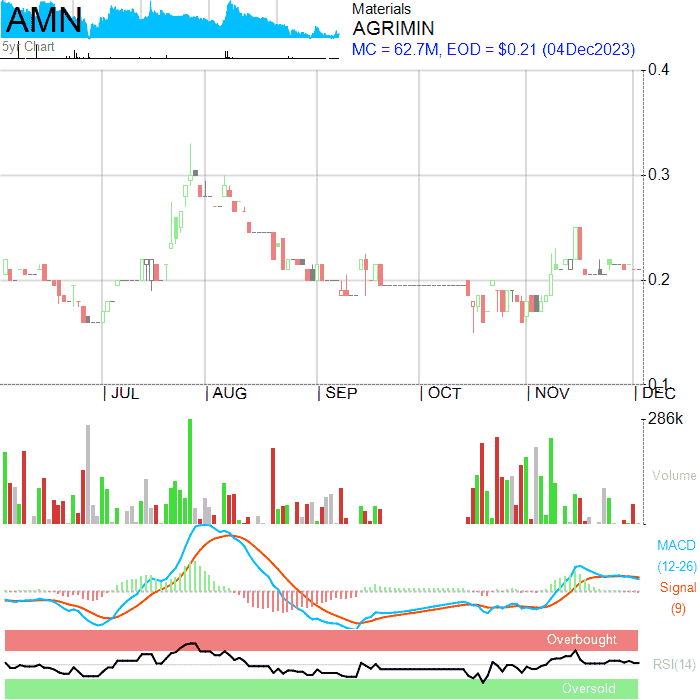 AMN
5yr Chart
Materials
AGRIMIN
MC = 62.7M, EOD = $0.21 (04Dec2023)
0.4
0.3
0.2
0.1
JUL AUG SEP OCT NOV DEC
286k
Volume
MACD
(12-26)
Signal
(9)
Overbought
RSI(14)
Oversold